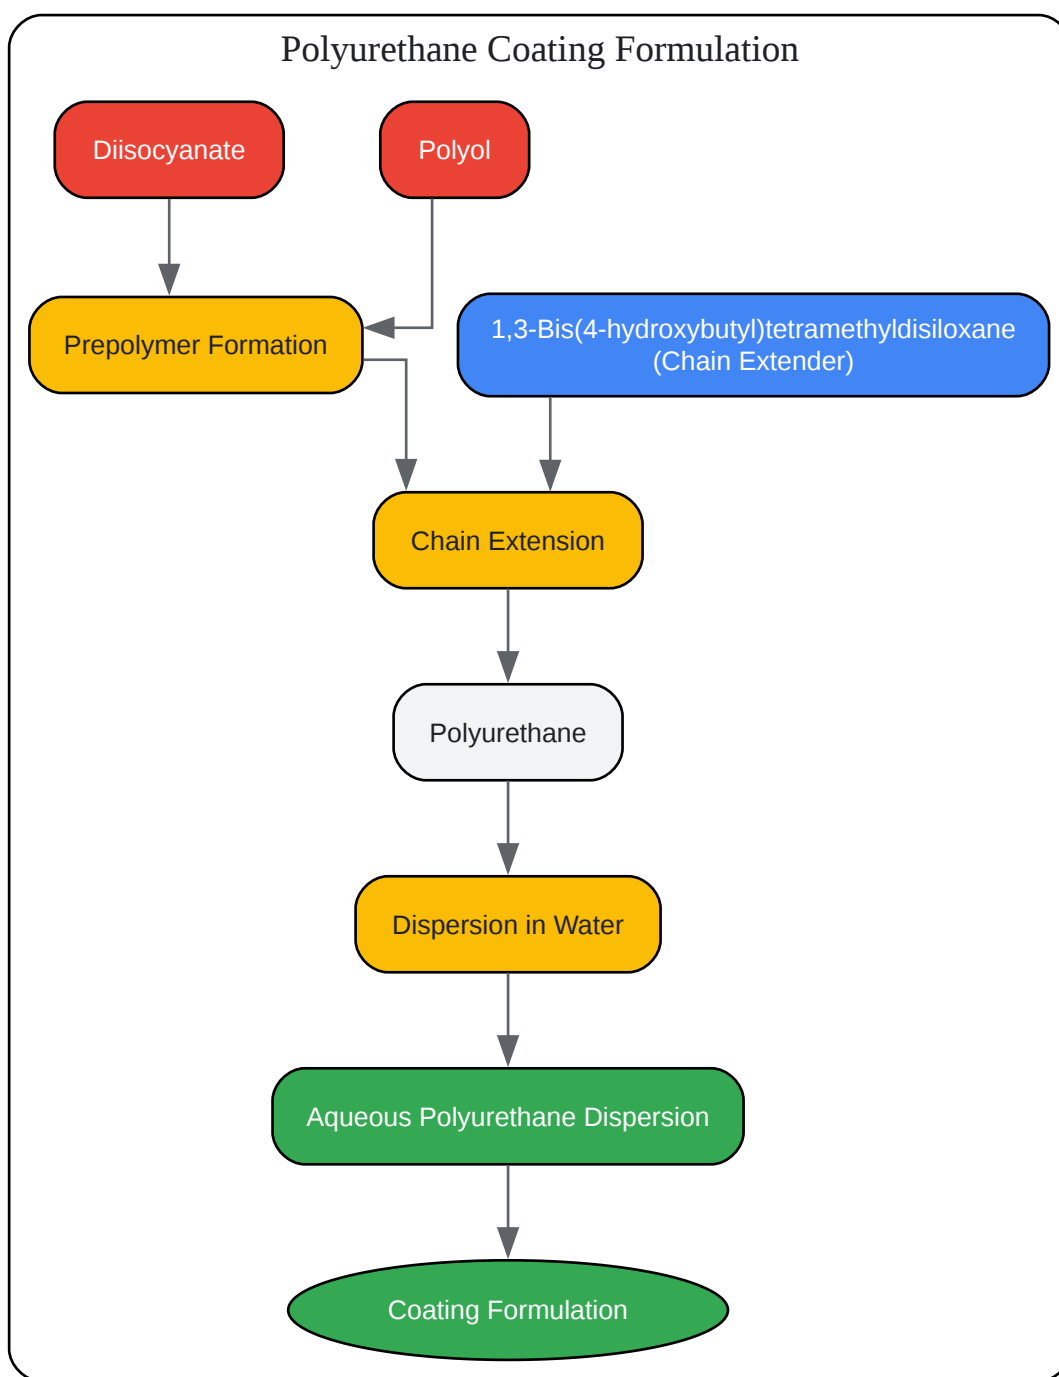 Polyurethane Coating Formulation
Diisocyanate
Polyol
Prepolymer Formation
1,3-Bis(4-hydroxybutyl)tetramethyldisiloxane
(Chain Extender)
Chain Extension
Polyurethane
Dispersion in Water
Aqueous Polyurethane Dispersion
Coating Formulation